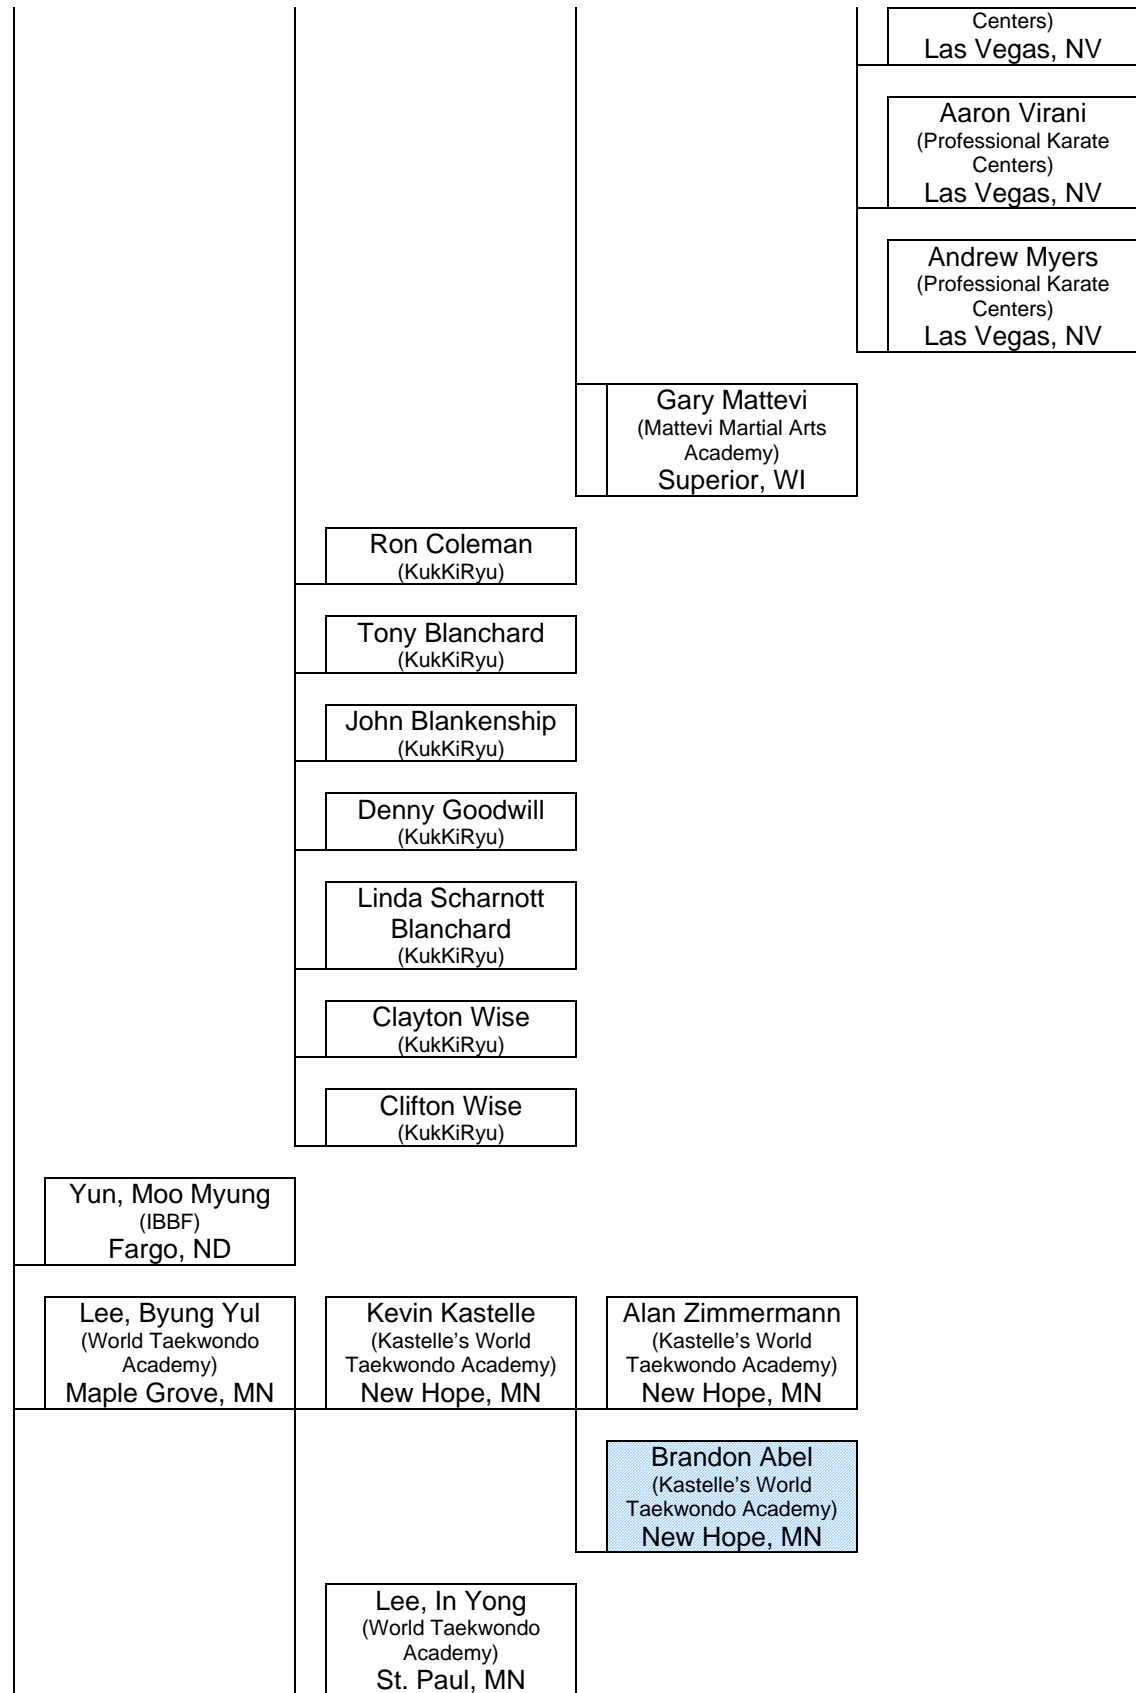 Centers)
Las Vegas, NV
Aaron Virani
(Professional Karate
Centers)
Las Vegas, NV
Andrew Myers
(Professional Karate
Centers)
Las Vegas, NV
Gary Mattevi
(Mattevi Martial Arts
Academy)
Superior, WI
Ron Coleman
(KukKiRyu)
Tony Blanchard
(KukKiRyu)
John Blankenship
(KukKiRyu)
Denny Goodwill
(KukKiRyu)
Linda Scharnott
Blanchard
(KukKiRyu)
Clayton Wise
(KukKiRyu)
Clifton Wise
(KukKiRyu)
Yun, Moo Myung
(IBBF)
Fargo, ND
Lee, Byung Yul
(World Taekwondo
Academy)
Maple Grove, MN
Kevin Kastelle
(Kastelle’s World
Taekwondo Academy)
New Hope, MN
Alan Zimmermann
(Kastelle’s World
Taekwondo Academy)
New Hope, MN
Brandon Abel
(Kastelle’s World
Taekwondo Academy)
New Hope, MN
Lee, In Yong
(World Taekwondo
Academy)
St. Paul, MN